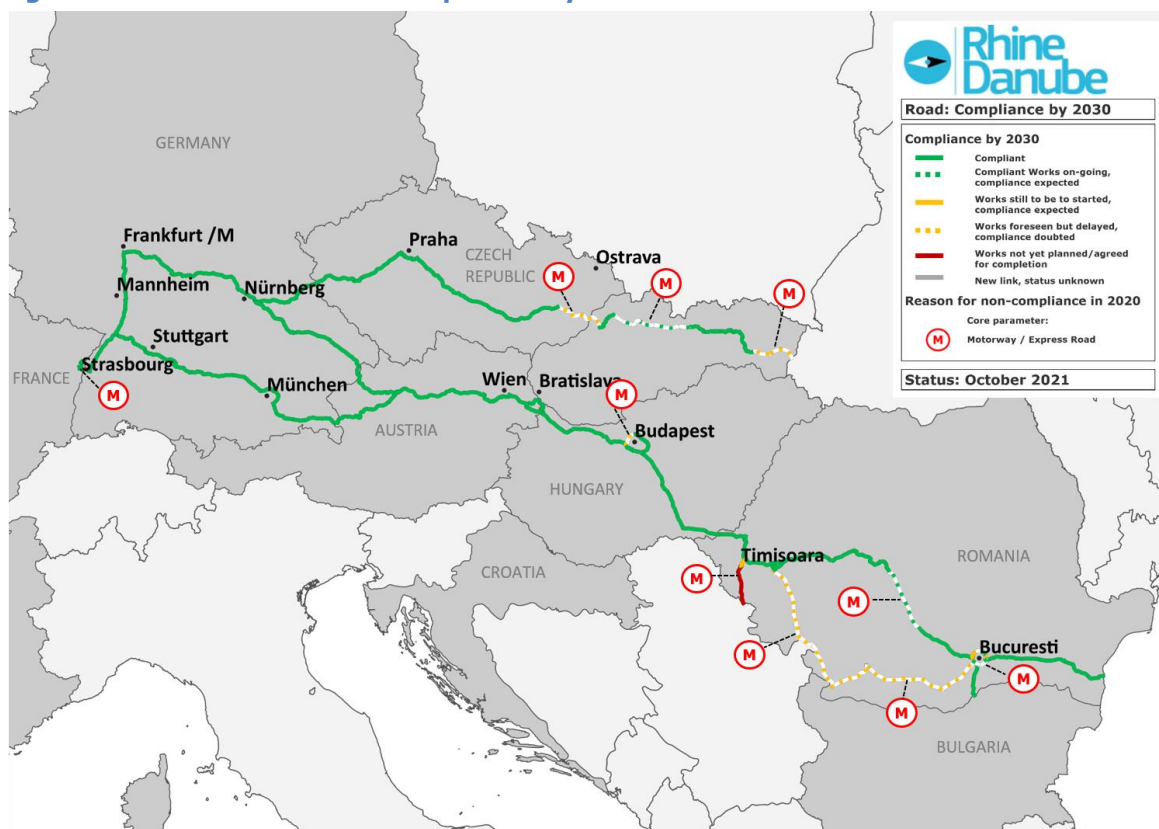 Rhine
Danube
Road: Compliance by 2030
Compliance by 2030
Compliant
Compliant Works on-going,
compliance expected
Works still to be to started,
compliance expected
Works foreseen but delayed,
compliance doubted
Works not yet planned/agreed
for completion
New link, status unknown
Reason for non-compliance in 2020
Core parameter:
M
Motorway / Express Road
Status: October 2021
GERMANY
Frankfurt /M
Praha
CZECH
REPUBLIC
Ostrava
M
M
M
Mannheim
Nürnberg
Stuttgart
Strasbourg
FRANCE
M
München
Wien
Bratislava
M
AUSTRIA
Budapest
HUNGARY
Timisoara
ROMANIA
CROATIA
M
M
M
Bucuresti
M
M
BULGARIA